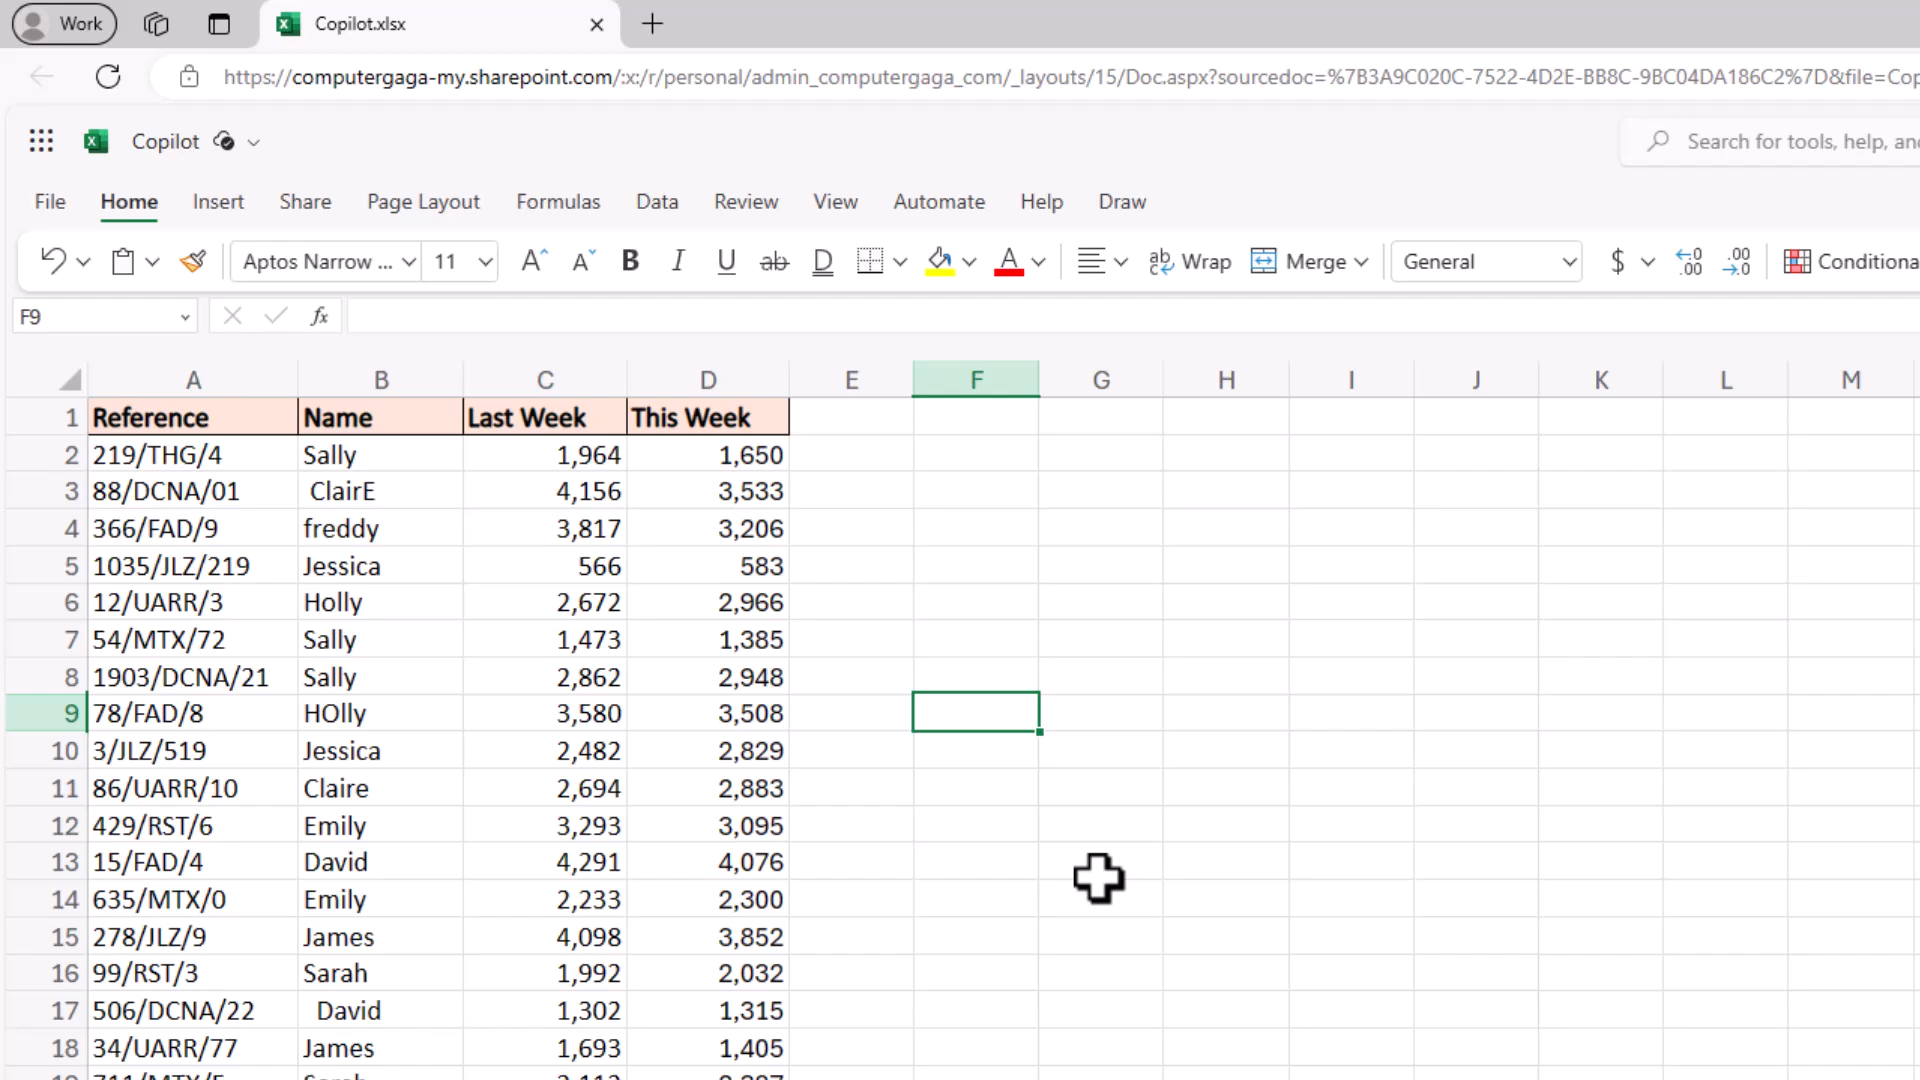 Work
Copilot.xlsx
https://computergaga-my.sharepoint.com/:x:/r/personal/admin_computergaga_com/_layouts/15/Doc.aspx?sourcedoc=%7B3A9C020C-7522-4D2E-BB8C-9BC04DA186C2%7D&file=Cop
Copilot
Search for tools, help, and
File Home Insert Share Page Layout Formulas Data Review View Automate Help Draw
Aptos Narrow ... 11 A A B I U ab D A ab Wrap Merge General $ .00 .00 Conditiona
F9 fx
A B C D E F G H I J K L M
1 Reference Name Last Week This Week
2 219/THG/4 Sally 1,964 1,650
3 88/DCNA/01 ClairE 4,156 3,533
4 366/FAD/9 freddy 3,817 3,206
5 1035/JLZ/219 Jessica 566 583
6 12/UARR/3 Holly 2,672 2,966
7 54/MTX/72 Sally 1,473 1,385
8 1903/DCNA/21 Sally 2,862 2,948
9 78/FAD/8 HOlly 3,580 3,508
10 3/JLZ/519 Jessica 2,482 2,829
11 86/UARR/10 Claire 2,694 2,883
12 429/RST/6 Emily 3,293 3,095
13 15/FAD/4 David 4,291 4,076
14 635/MTX/0 Emily 2,233 2,300
15 278/JLZ/9 James 4,098 3,852
16 99/RST/3 Sarah 1,992 2,032
17 506/DCNA/22 David 1,302 1,315
18 34/UARR/77 James 1,693 1,405